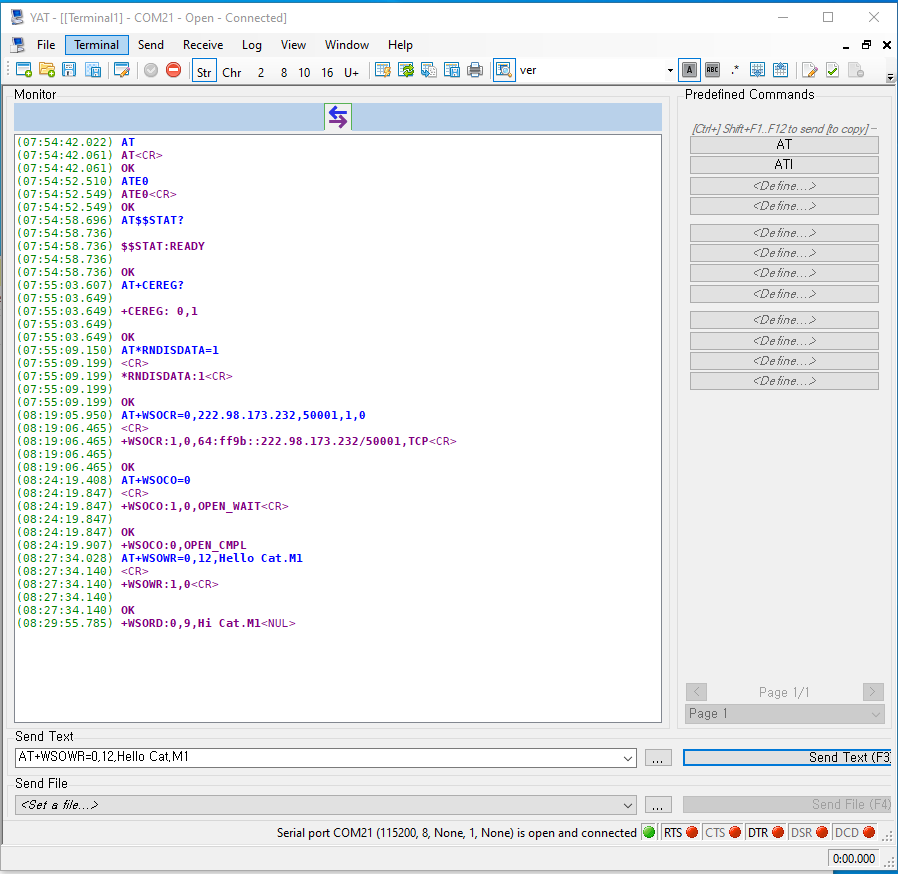 YAT - [[Terminal1] - COM21 - Open - Connected]
File Terminal Send Receive Log View Window Help
Str Chr 2 8 10 16 U+ ver A ABC .*
Monitor
(07:54:42.022) AT
(07:54:42.061) AT<CR>
(07:54:42.061) OK
(07:54:52.510) ATE0
(07:54:52.549) ATE0<CR>
(07:54:52.549) OK
(07:54:58.696) AT$$STAT?
(07:54:58.736)
(07:54:58.736) $$STAT:READY
(07:54:58.736)
(07:54:58.736) OK
(07:55:03.607) AT+CEREG?
(07:55:03.649)
(07:55:03.649) +CEREG: 0,1
(07:55:03.649)
(07:55:03.649) OK
(07:55:09.150) AT*RNDISDATA=1
(07:55:09.199) <CR>
(07:55:09.199) *RNDISDATA:1<CR>
(07:55:09.199)
(07:55:09.199) OK
(08:19:05.950) AT+WSOCR=0,222.98.173.232,50001,1,0
(08:19:06.465) <CR>
(08:19:06.465) +WSOCR:1,0,64:ff9b::222.98.173.232/50001,TCP<CR>
(08:19:06.465)
(08:19:06.465) OK
(08:24:19.408) AT+WSOCO=0
(08:24:19.847) <CR>
(08:24:19.847) +WSOCO:1,0,OPEN_WAIT<CR>
(08:24:19.847)
(08:24:19.847) OK
(08:24:19.907) +WSOCO:0,OPEN_CMPL
(08:27:34.028) AT+WSOWR=0,12,Hello Cat.M1
(08:27:34.140) <CR>
(08:27:34.140) +WSOWR:1,0<CR>
(08:27:34.140)
(08:27:34.140) OK
(08:29:55.785) +WSORD:0,9,Hi Cat.M1<NUL>
Predefined Commands
[Ctrl+] Shift+F1..F12 to send [to copy]
AT
ATI
<Define...>
<Define...>
<Define...>
<Define...>
<Define...>
<Define...>
<Define...>
<Define...>
<Define...>
<Define...>
< Page 1/1 >
Page 1
Send Text
AT+WSOWR=0,12,Hello Cat,M1 ... Send Text (F3)
Send File
<Set a file...> ... Send File (F4)
Serial port COM21 (115200, 8, None, 1, None) is open and connected RTS CTS DTR DSR DCD
0:00.000